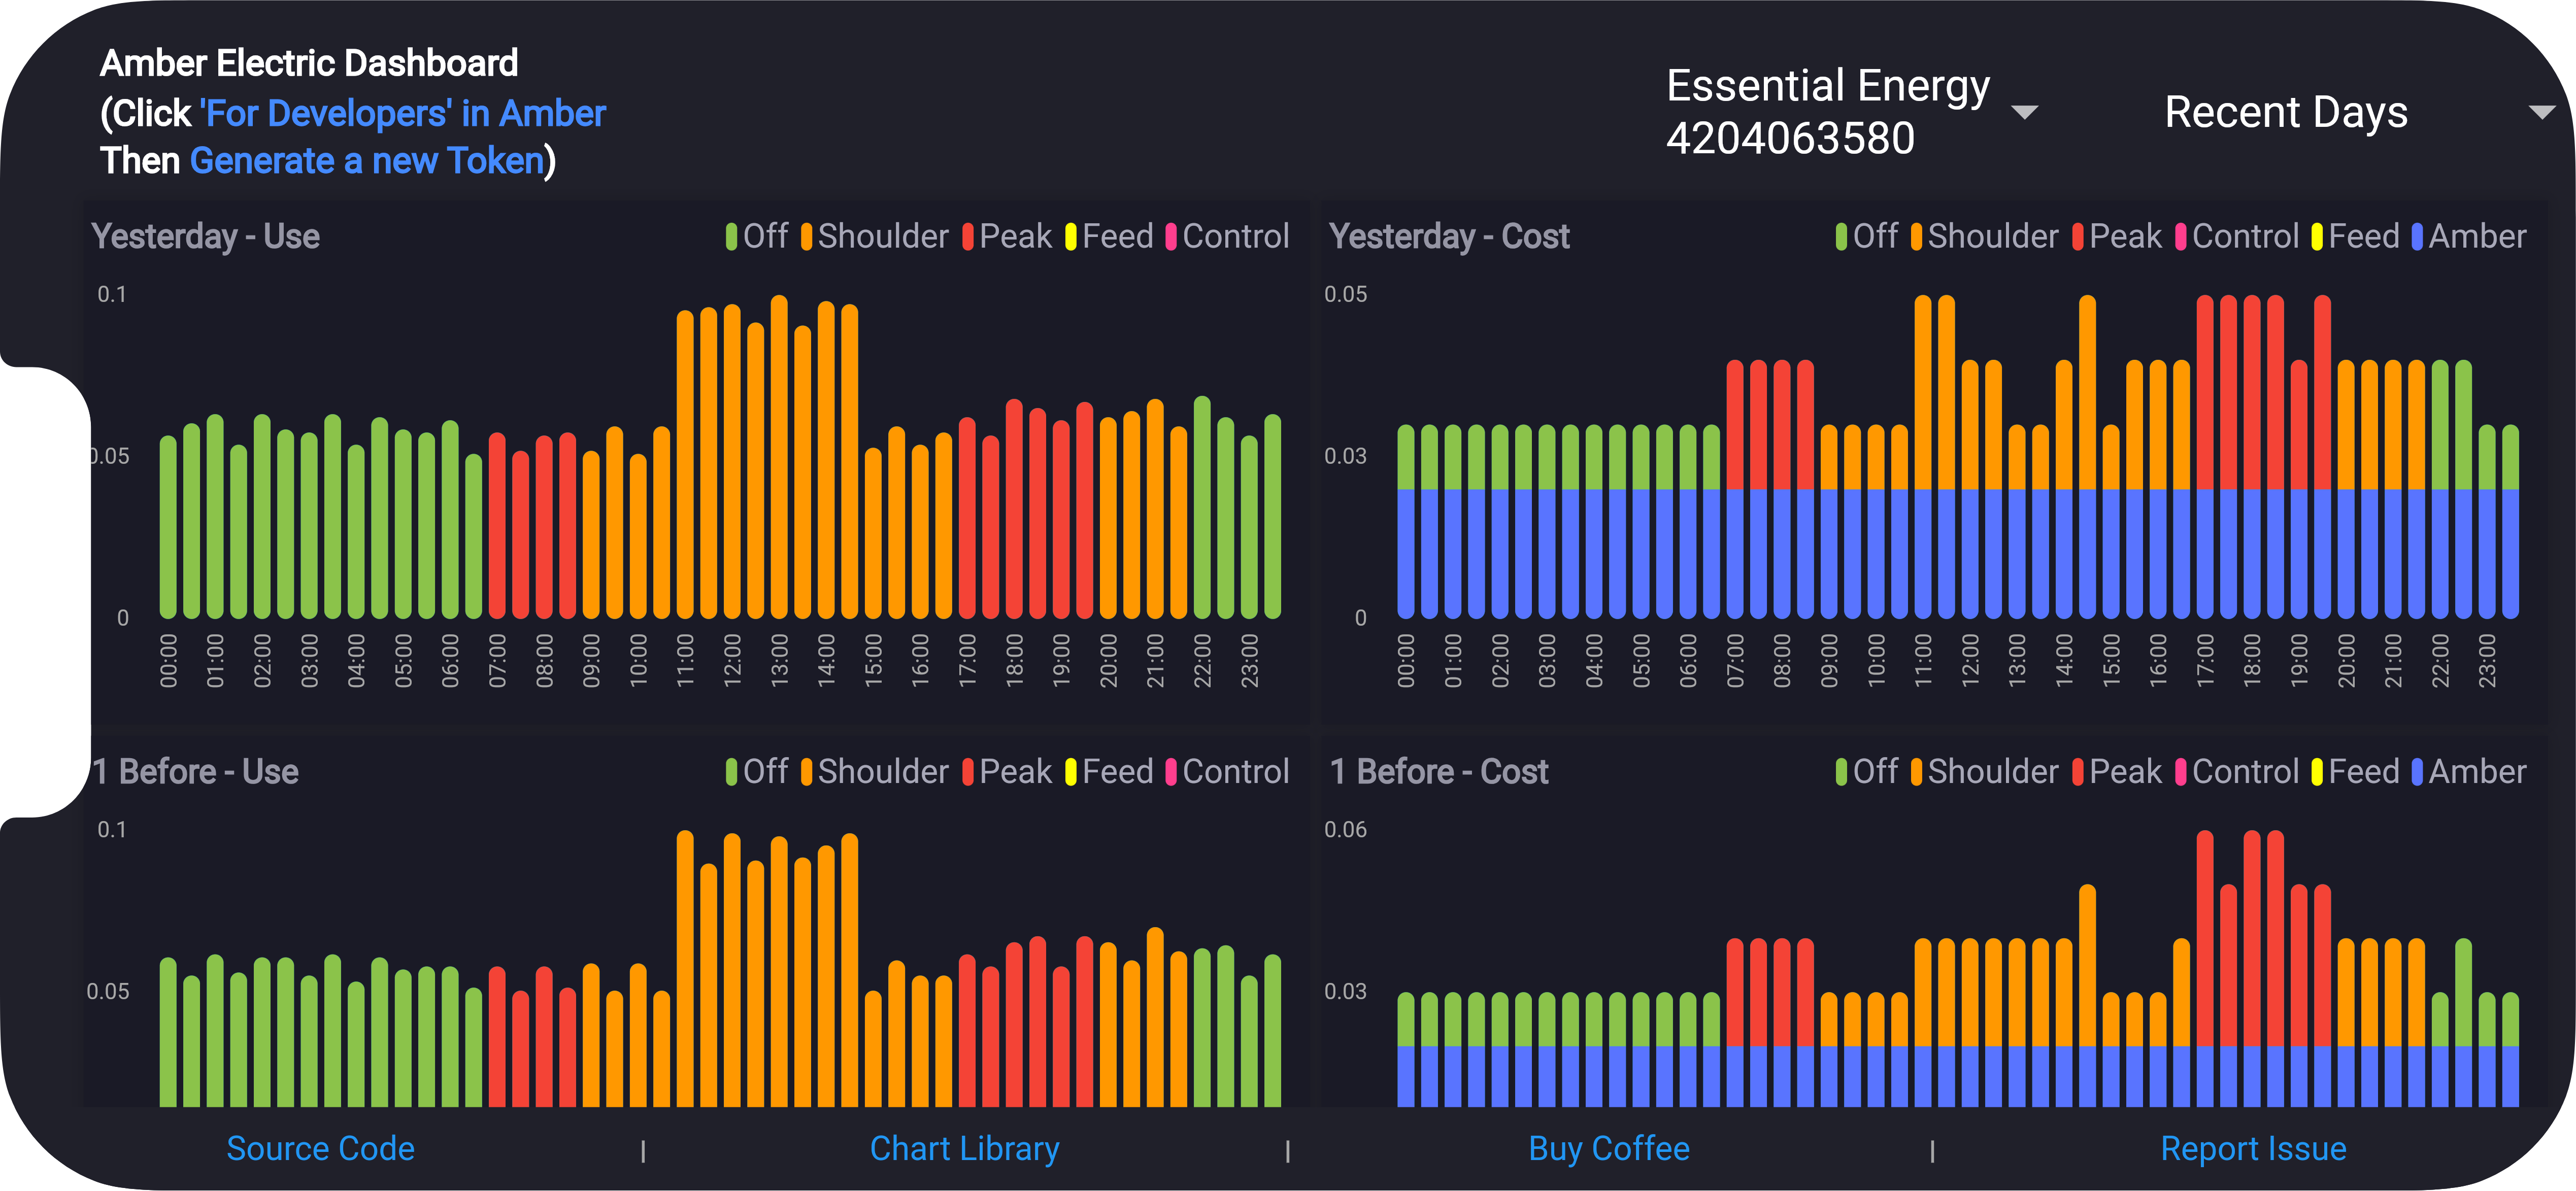 Amber Electric Dashboard
(Click 'For Developers' in Amber
Then Generate a new Token)
Essential Energy
4204063580
Recent Days
Yesterday - Use
Off Shoulder Peak Feed Control
0.1
0.05
0
00:00 01:00 02:00 03:00 04:00 05:00 06:00 07:00 08:00 09:00 10:00 11:00 12:00 13:00 14:00 15:00 16:00 17:00 18:00 19:00 20:00 21:00 22:00 23:00
Yesterday - Cost
Off Shoulder Peak Control Feed Amber
0.05
0.03
0
00:00 01:00 02:00 03:00 04:00 05:00 06:00 07:00 08:00 09:00 10:00 11:00 12:00 13:00 14:00 15:00 16:00 17:00 18:00 19:00 20:00 21:00 22:00 23:00
1 Before - Use
Off Shoulder Peak Feed Control
0.1
0.05
1 Before - Cost
Off Shoulder Peak Control Feed Amber
0.06
0.03
Source Code | Chart Library | Buy Coffee | Report Issue